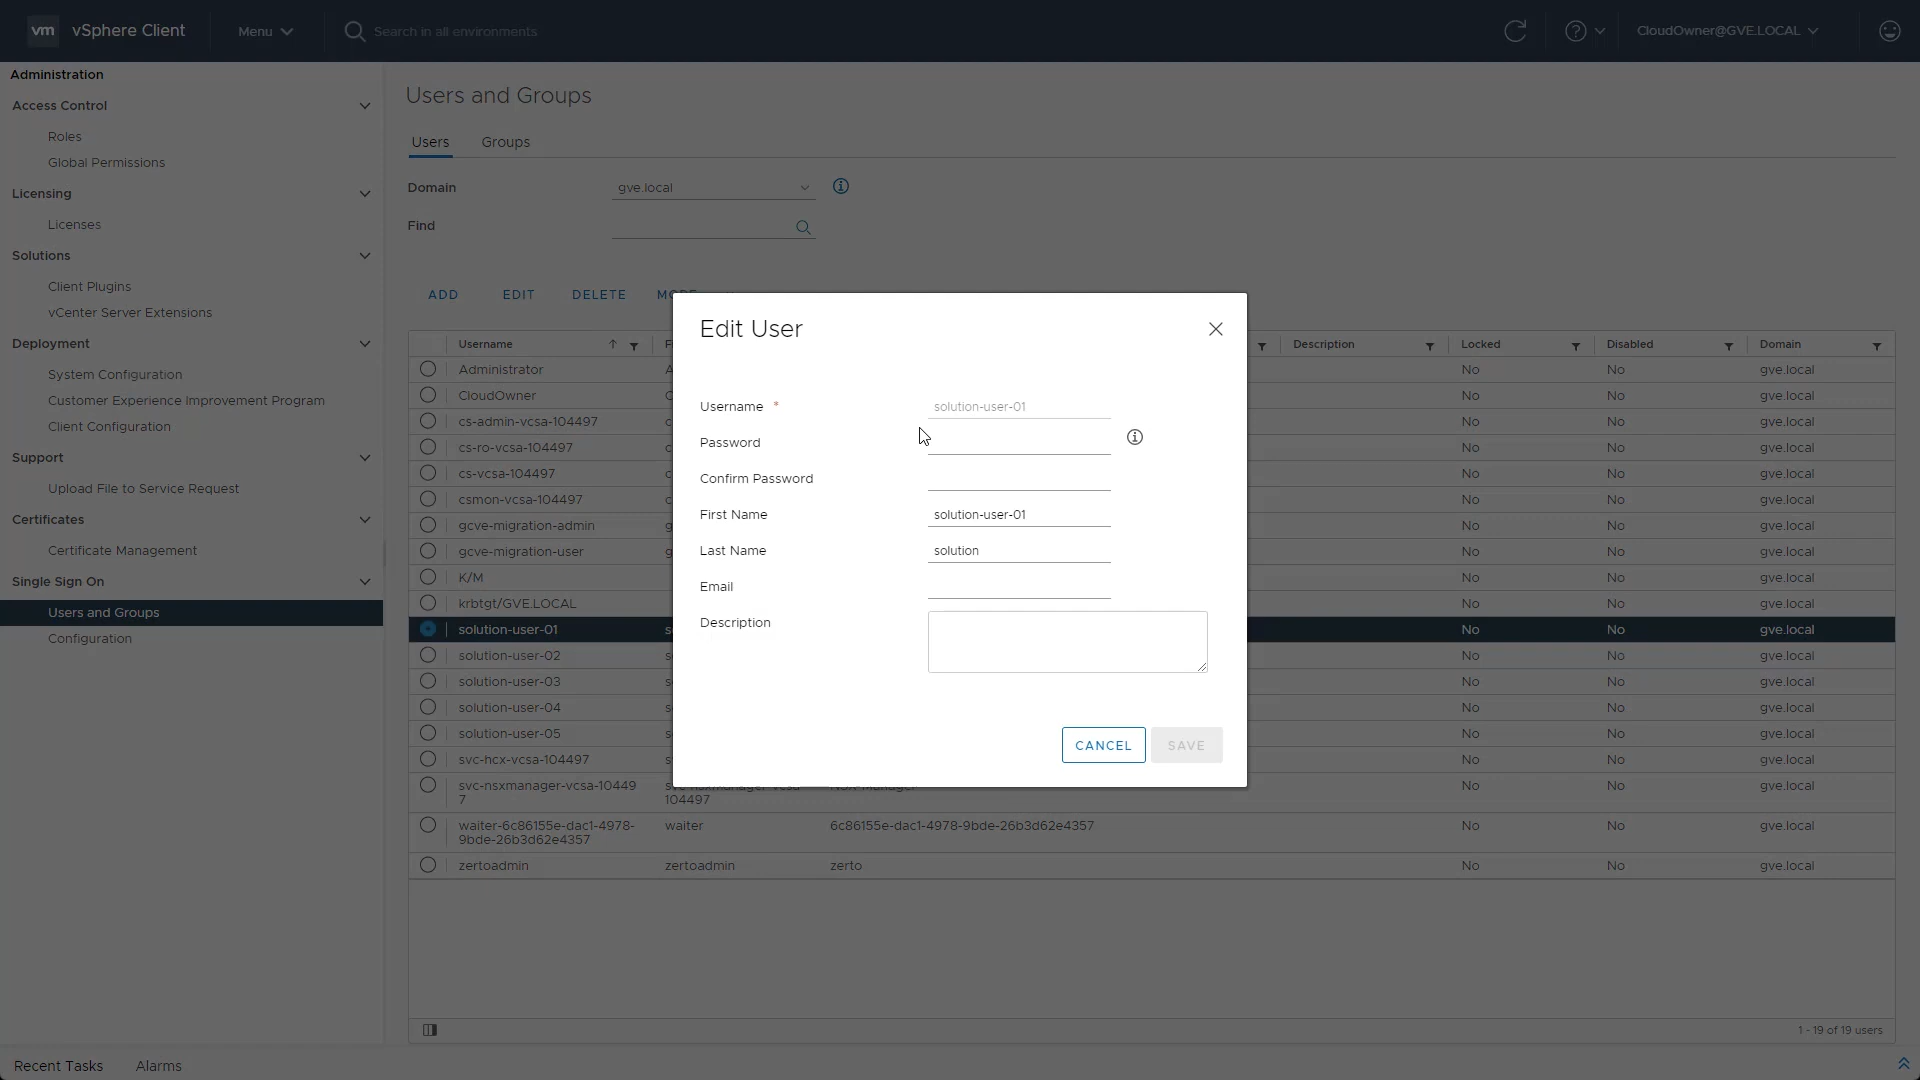 vm vSphere Client Menu Search in all environments CloudOwner@GVE.LOCAL
Administration
Access Control
Roles
Global Permissions
Licensing
Licenses
Solutions
Client Plugins
vCenter Server Extensions
Deployment
System Configuration
Customer Experience Improvement Program
Client Configuration
Support
Upload File to Service Request
Certificates
Certificate Management
Single Sign On
Users and Groups
Configuration
Users and Groups
Users Groups
Domain gve.local
Find
ADD EDIT DELETE
Username Description Locked Disabled Domain
Administrator No No gve.local
CloudOwner No No gve.local
cs-admin-vcsa-104497 No No gve.local
cs-ro-vcsa-104497 No No gve.local
cs-vcsa-104497 No No gve.local
csmon-vcsa-104497 No No gve.local
gcve-migration-admin No No gve.local
gcve-migration-user No No gve.local
K/M No No gve.local
krbtgt/GVE.LOCAL No No gve.local
solution-user-01 No No gve.local
solution-user-02 No No gve.local
solution-user-03 No No gve.local
solution-user-04 No No gve.local
solution-user-05 No No gve.local
svc-hcx-vcsa-104497 No No gve.local
svc-nsxmanager-vcsa-10449 svc-nsxmanager-vcsa- NSX-Manager No No gve.local
7 104497
waiter-6c86155e-dac1-4978- waiter 6c86155e-dac1-4978-9bde-26b3d62e4357 No No gve.local
9bde-26b3d62e4357
zertoadmin zertoadmin zerto No No gve.local
1 - 19 of 19 users
Edit User
Username * solution-user-01
Password
Confirm Password
First Name solution-user-01
Last Name solution
Email
Description
CANCEL SAVE
Recent Tasks Alarms